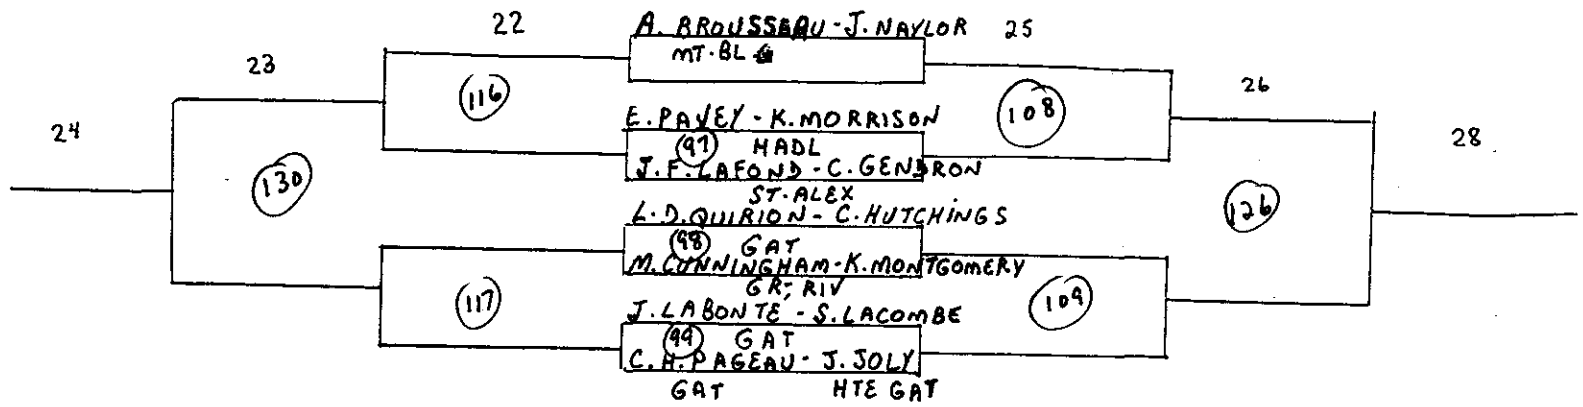 22 A. BROUSSEAU - J. NAYLOR 25
MT. BL
23
26
116
108
E. PAVEY - K. MORRISON
24
28
97 MADL
J. F. LAFOND - C. GENDRON
130
ST. ALEX
126
L. D. QUIRION - C. HUTCHINGS
98 GAT
M. CUNNINGHAM - K. MONTGOMERY
GR. RIV
117
109
J. LABONTE - S. LACOMBE
99 GAT
C. H. PAGEAU - J. JOLY
GAT HTE GAT